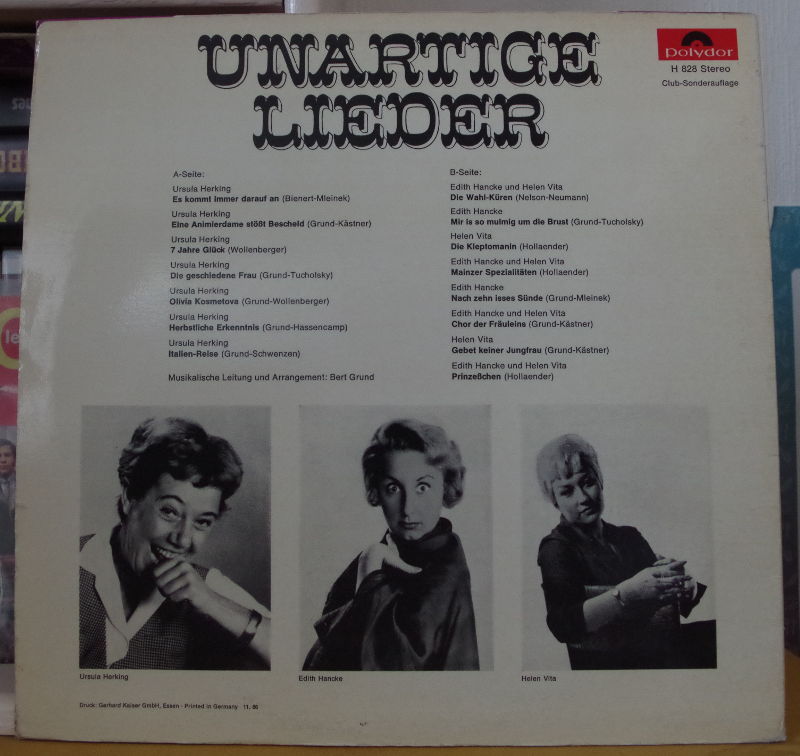 UNARTIGE
LIEDER
polydor
H 828 Stereo
Club-Sonderauflage
A-Seite:
Ursula Herking
Es kommt immer darauf an (Bienert-Mleinek)
Ursula Herking
Eine Animierdame stößt Bescheid (Grund-Kästner)
Ursula Herking
7 Jahre Glück (Wollenberger)
Ursula Herking
Die geschiedene Frau (Grund-Tucholsky)
Ursula Herking
Olivia Kosmetova (Grund-Wollenberger)
Ursula Herking
Herbstliche Erkenntnis (Grund-Hassencamp)
Ursula Herking
Italien-Reise (Grund-Schwenzen)
Musikalische Leitung und Arrangement: Bert Grund
B-Seite:
Edith Hancke und Helen Vita
Die Wahl-Küren (Nelson-Neumann)
Edith Hancke
Mir is so mulmig um die Brust (Grund-Tucholsky)
Helen Vita
Die Kleptomanin (Hollaender)
Edith Hancke und Helen Vita
Mainzer Spezialitäten (Hollaender)
Edith Hancke
Nach zehn isses Sünde (Grund-Mleinek)
Edith Hancke und Helen Vita
Chor der Fräuleins (Grund-Kästner)
Helen Vita
Gebet keiner Jungfrau (Grund-Kästner)
Edith Hancke und Helen Vita
Prinzeßchen (Hollaender)
Ursula Herking
Edith Hancke
Helen Vita
Druck: Gerhard Kaiser GmbH, Essen · Printed in Germany 11. 66